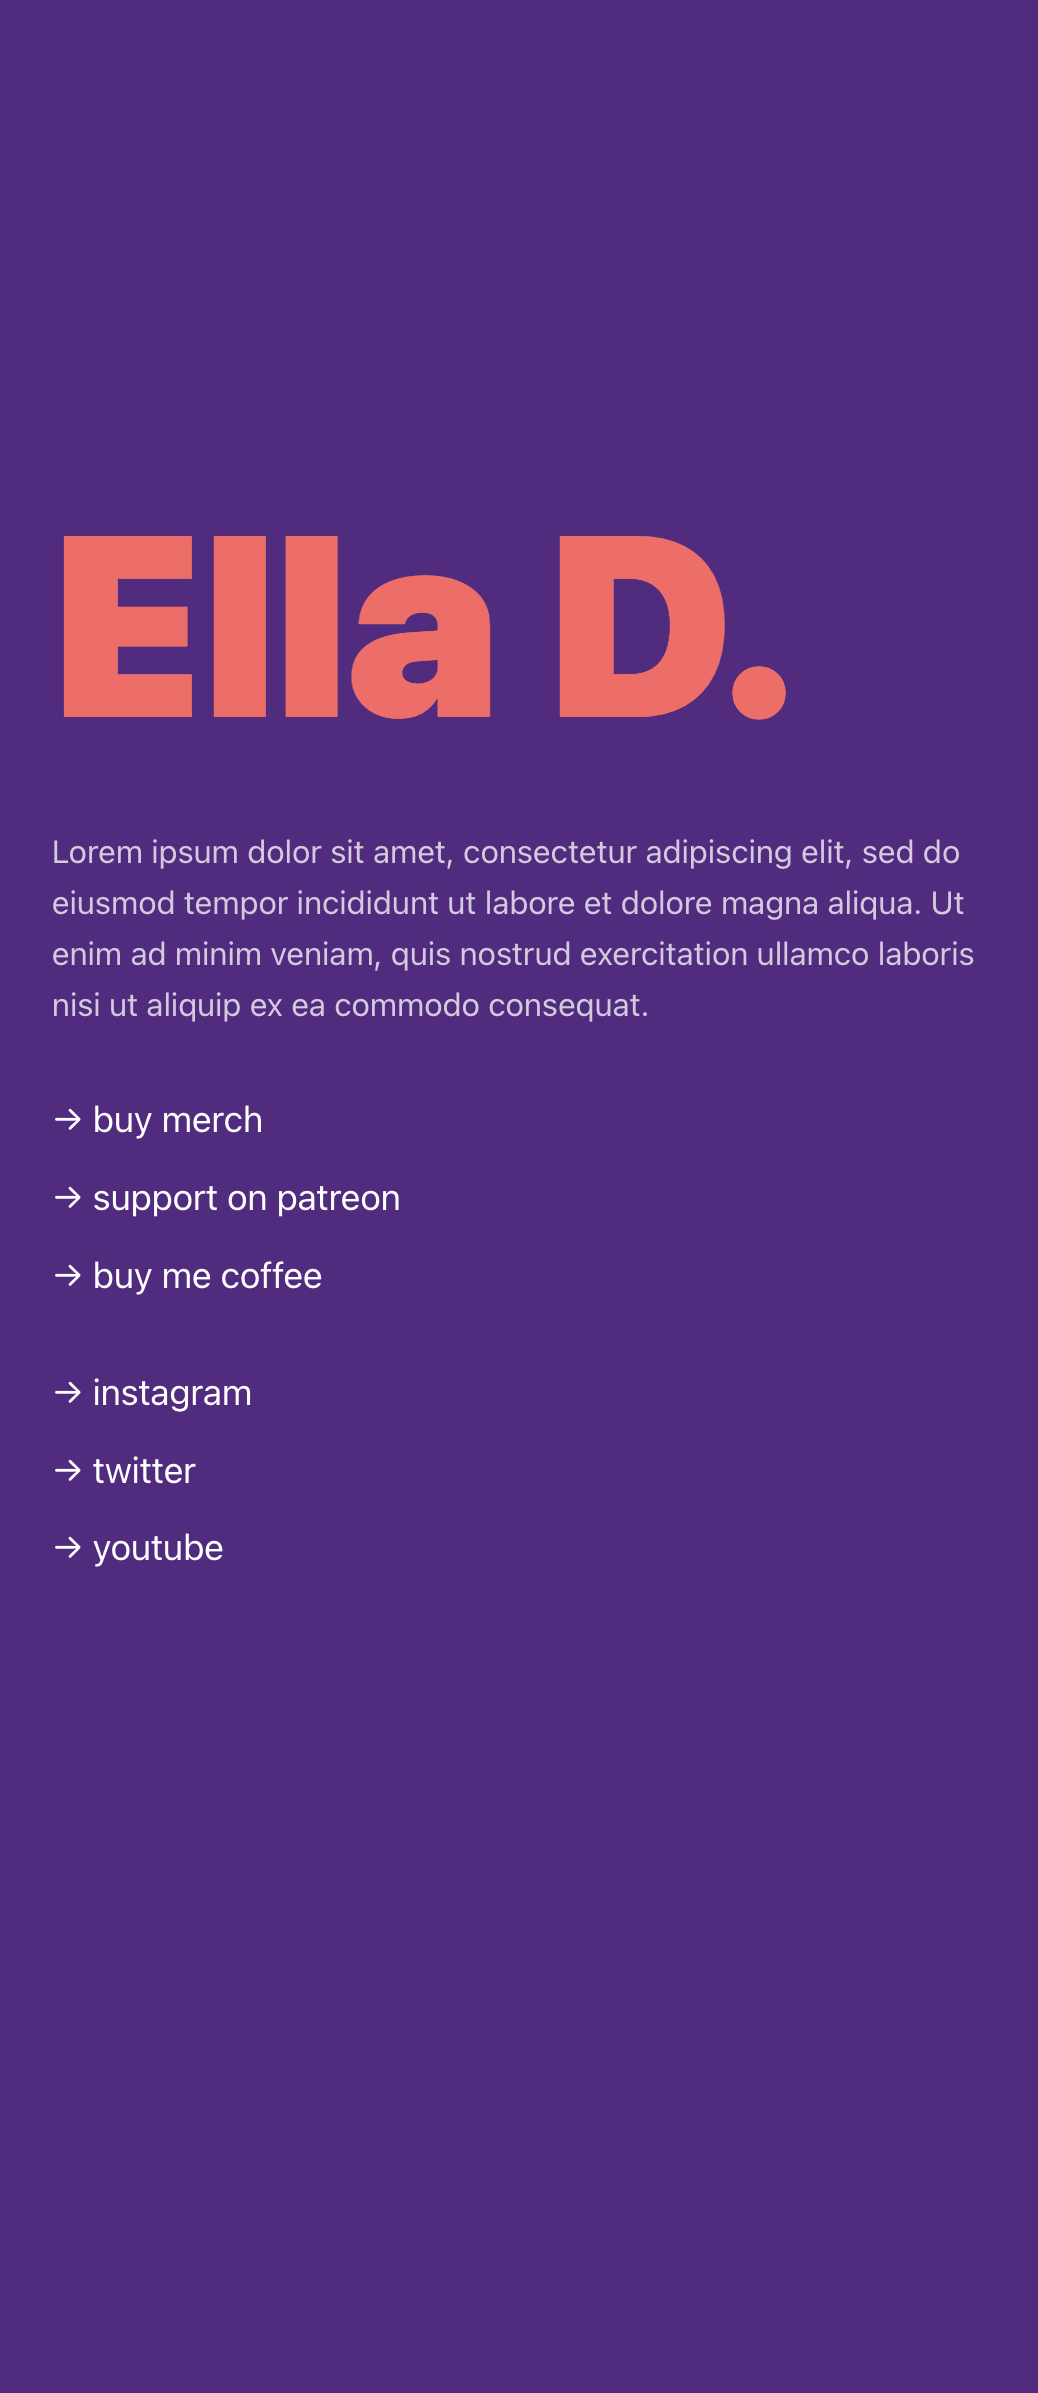 Ella D.
Lorem ipsum dolor sit amet, consectetur adipiscing elit, sed do
eiusmod tempor incididunt ut labore et dolore magna aliqua. Ut
enim ad minim veniam, quis nostrud exercitation ullamco laboris
nisi ut aliquip ex ea commodo consequat.
→ buy merch
→ support on patreon
→ buy me coffee
→ instagram
→ twitter
→ youtube